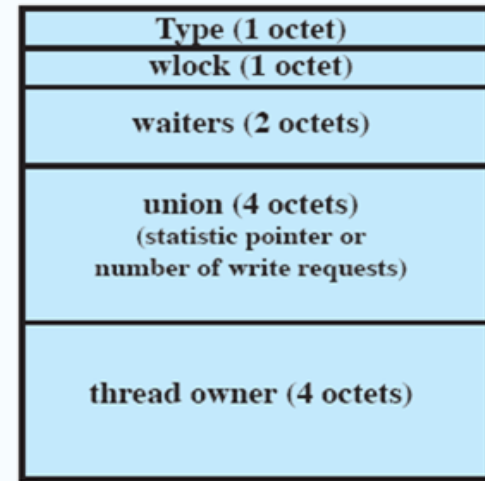 Type (1 octet)
wlock (1 octet)
waiters (2 octets)
union (4 octets)
(statistic pointer or
number of write requests)
thread owner (4 octets)